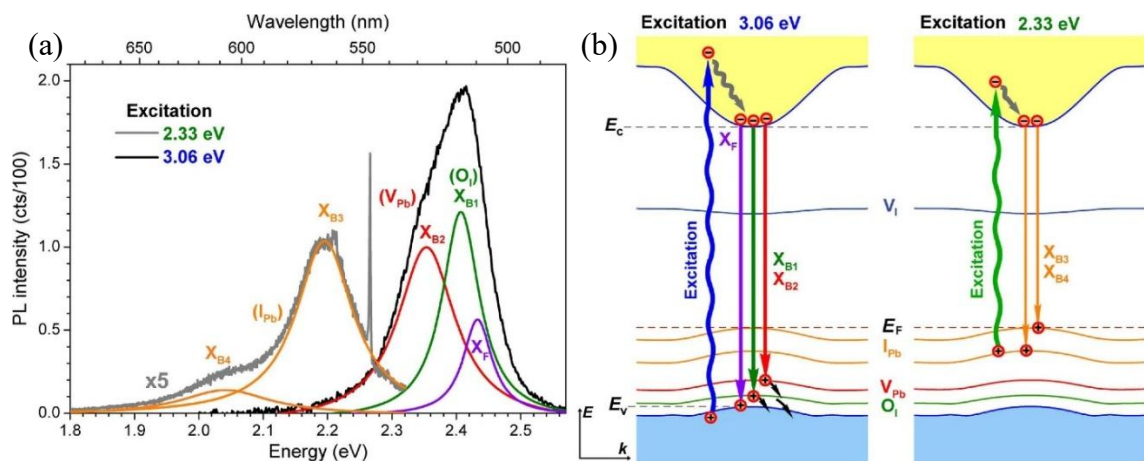 (a)
Wavelength (nm)
650 600 550 500
PL intensity (cts/100)
2.0
1.5
1.0
0.5
0.0
Excitation
2.33 eV
3.06 eV
(O_I)
X_B1
(V_Pb)
X_B2
X_B3
(I_Pb)
X_B4
x5
X_F
1.8 1.9 2.0 2.1 2.2 2.3 2.4 2.5
Energy (eV)
(b)
Excitation 3.06 eV
E_c
X_F
Excitation
X_B1
X_B2
E_v
E
k
V_I
E_F
I_Pb
V_Pb
O_I
Excitation 2.33 eV
Excitation
X_B3
X_B4